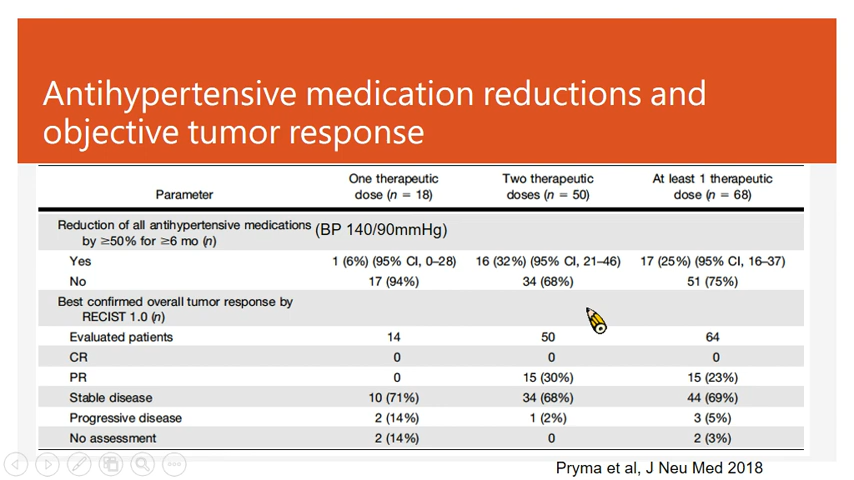 Antihypertensive medication reductions and
objective tumor response
Parameter One therapeutic dose (n = 18) Two therapeutic doses (n = 50) At least 1 therapeutic dose (n = 68)
Reduction of all antihypertensive medications (BP 140/90mmHg)
by ≥50% for ≥6 mo (n)
Yes 1 (6%) (95% CI, 0–28) 16 (32%) (95% CI, 21–46) 17 (25%) (95% CI, 16–37)
No 17 (94%) 34 (68%) 51 (75%)
Best confirmed overall tumor response by
RECIST 1.0 (n)
Evaluated patients 14 50 64
CR 0 0 0
PR 0 15 (30%) 15 (23%)
Stable disease 10 (71%) 34 (68%) 44 (69%)
Progressive disease 2 (14%) 1 (2%) 3 (5%)
No assessment 2 (14%) 0 2 (3%)
Pryma et al, J Neu Med 2018